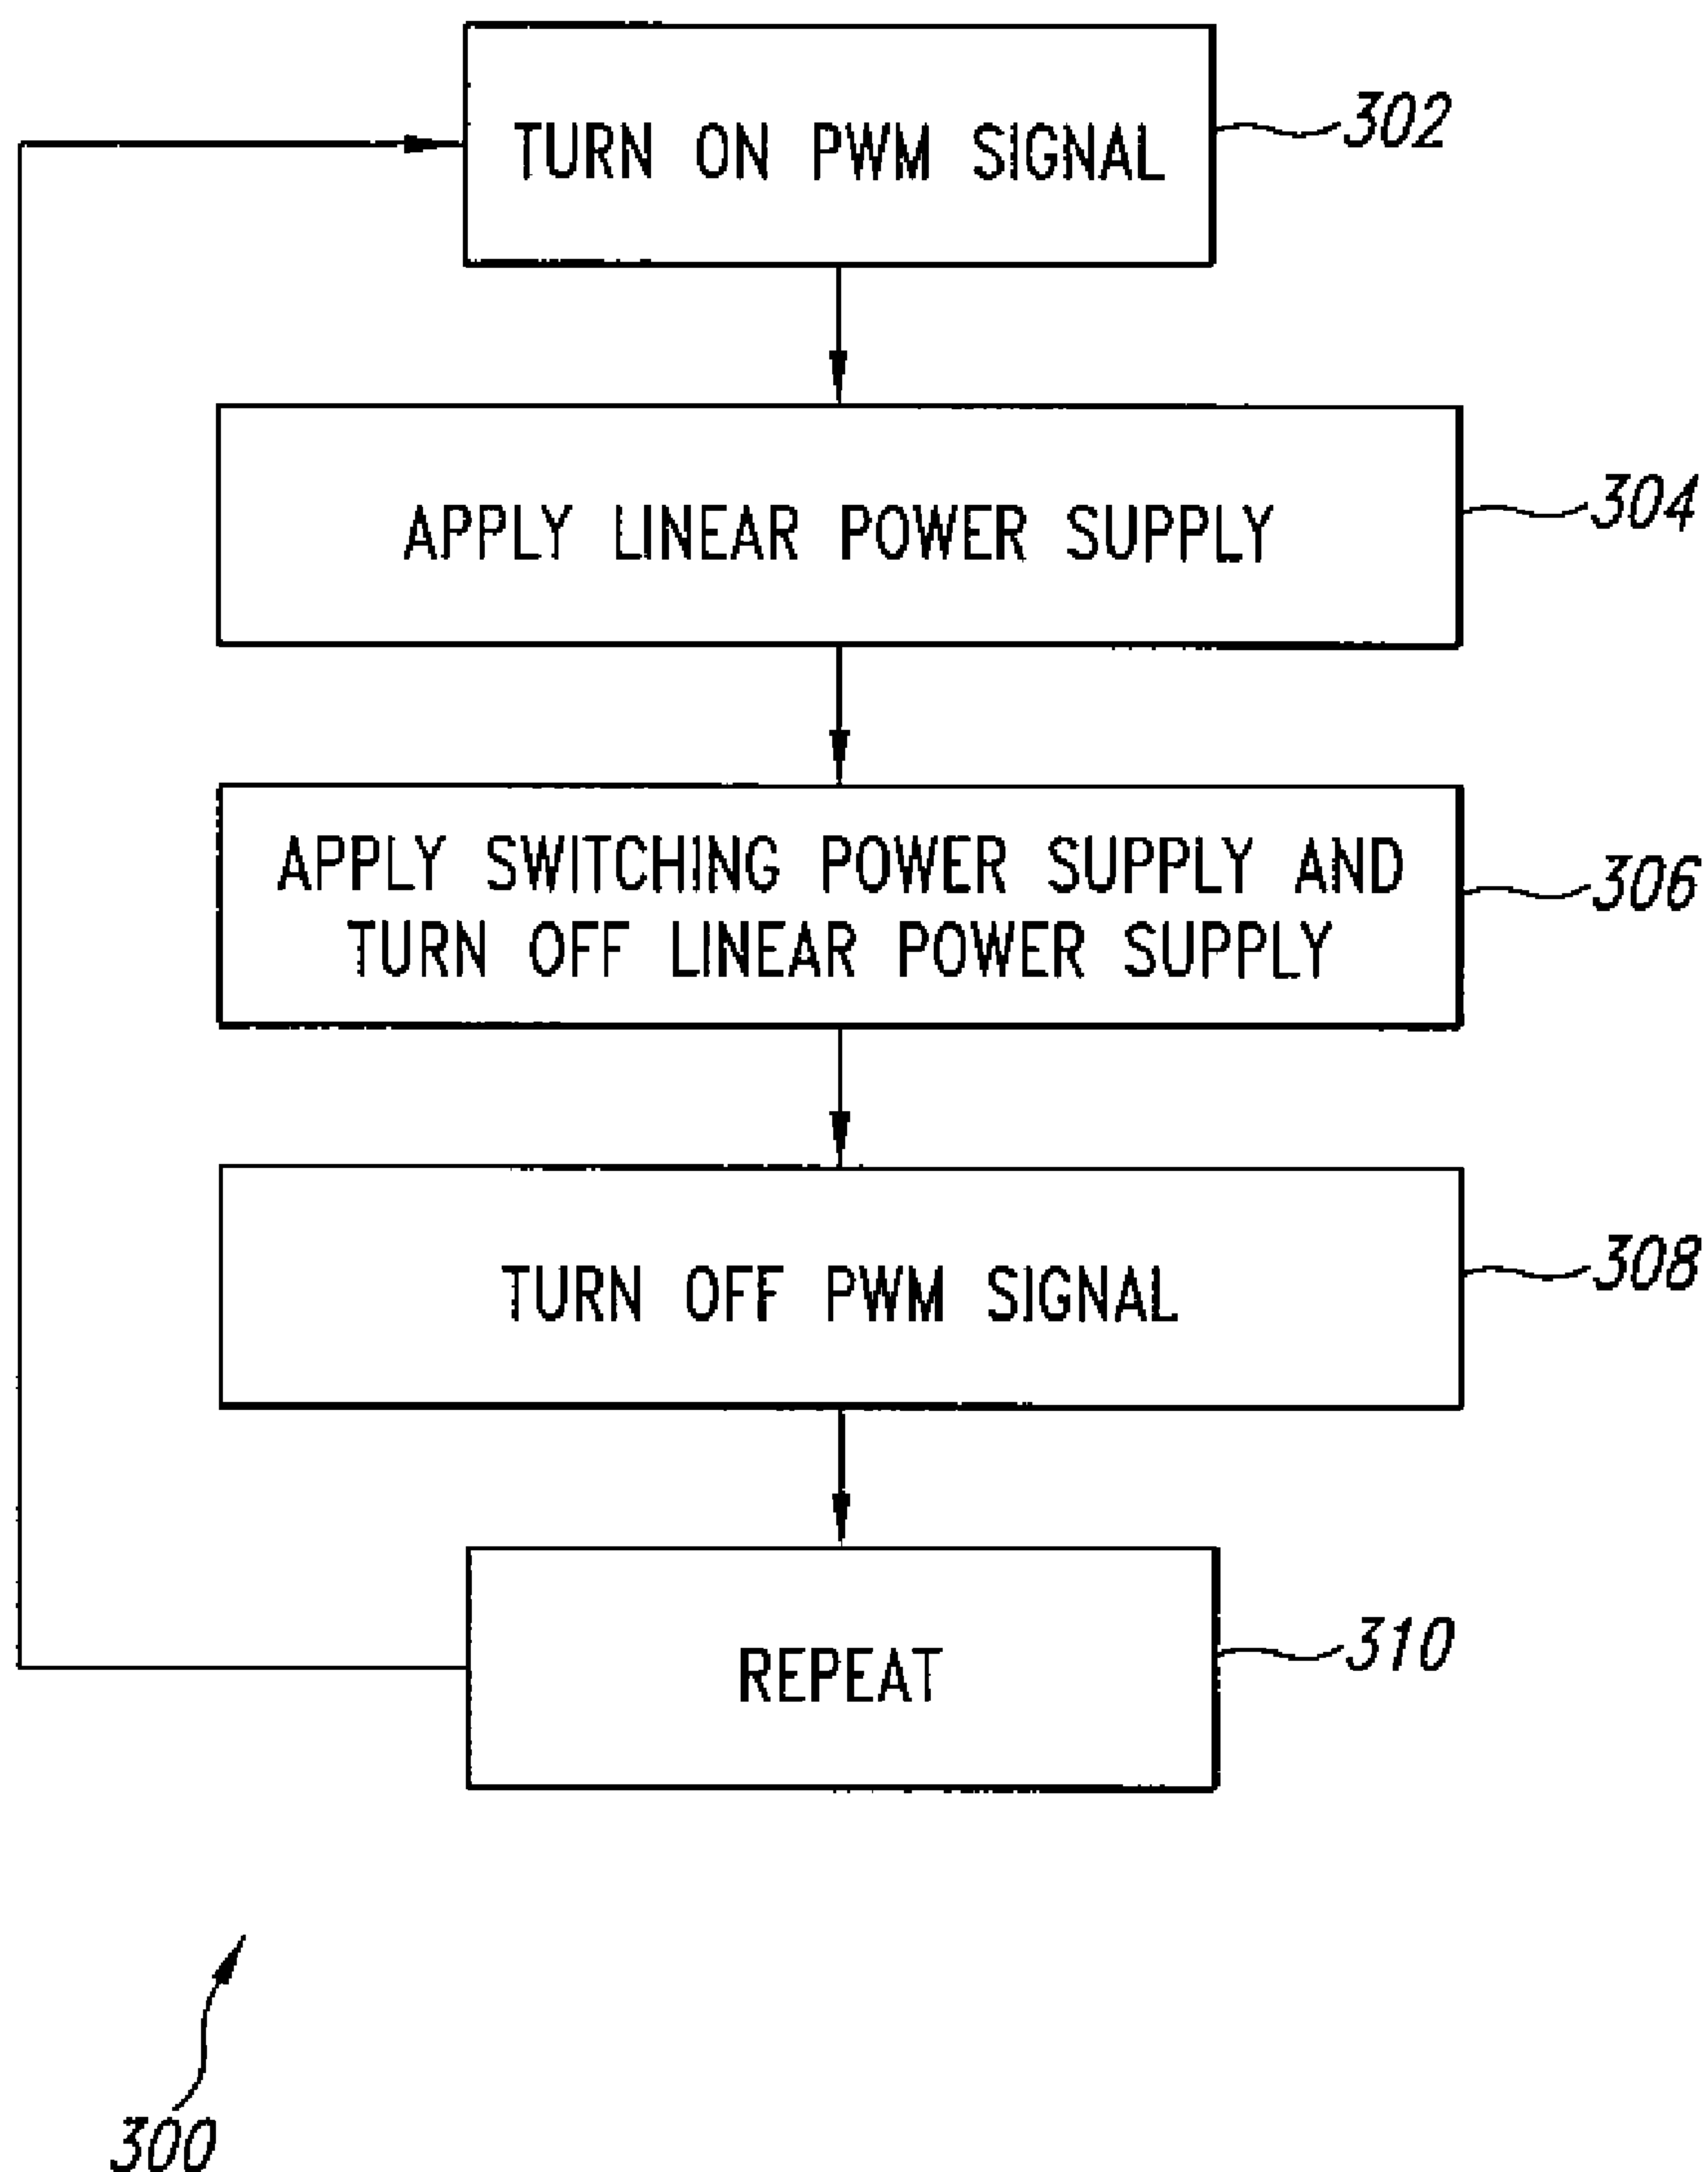 TURN ON PWM SIGNAL
302
APPLY LINEAR POWER SUPPLY
304
APPLY SWITCHING POWER SUPPLY AND
TURN OFF LINEAR POWER SUPPLY
306
TURN OFF PWM SIGNAL
308
REPEAT
310
300